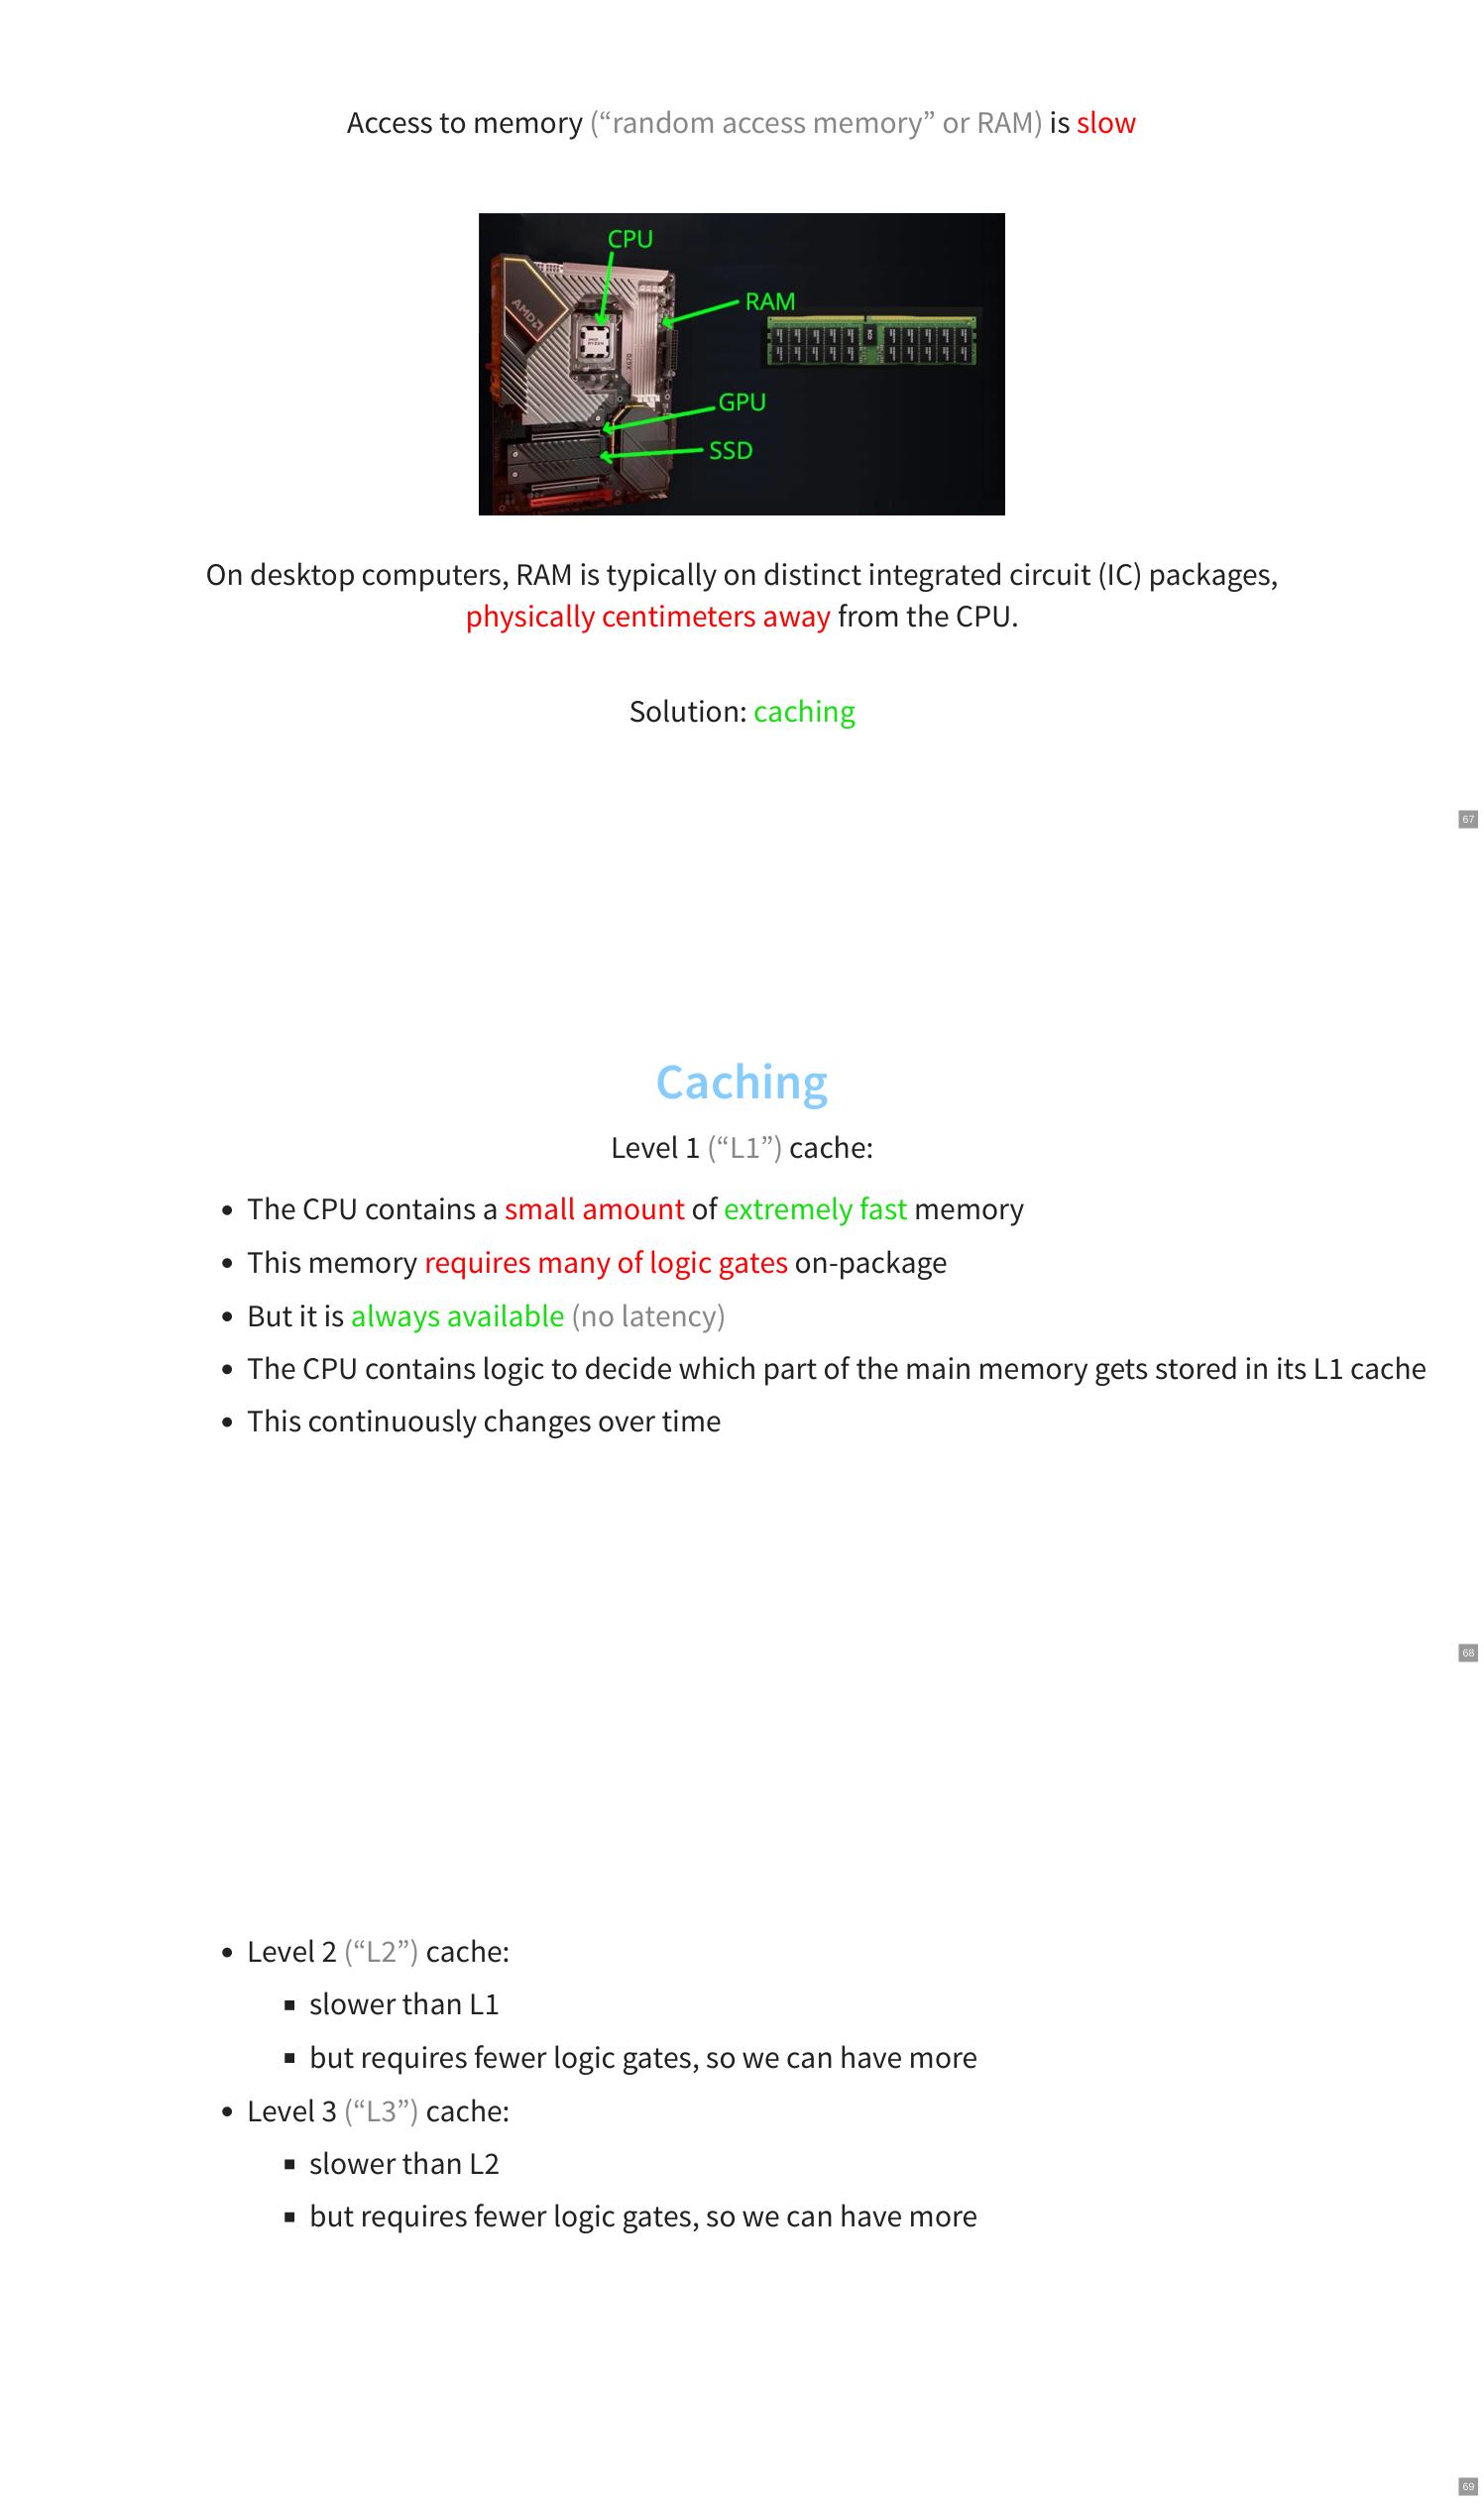 Access to memory (“random access memory” or RAM) is slow
CPU
RAM
AMD
RYZEN
X670
GPU
SSD
On desktop computers, RAM is typically on distinct integrated circuit (IC) packages,
physically centimeters away from the CPU.
Solution: caching
67
Caching
Level 1 (“L1”) cache:
• The CPU contains a small amount of extremely fast memory
• This memory requires many of logic gates on-package
• But it is always available (no latency)
• The CPU contains logic to decide which part of the main memory gets stored in its L1 cache
• This continuously changes over time
68
• Level 2 (“L2”) cache:
▪ slower than L1
▪ but requires fewer logic gates, so we can have more
• Level 3 (“L3”) cache:
▪ slower than L2
▪ but requires fewer logic gates, so we can have more
69